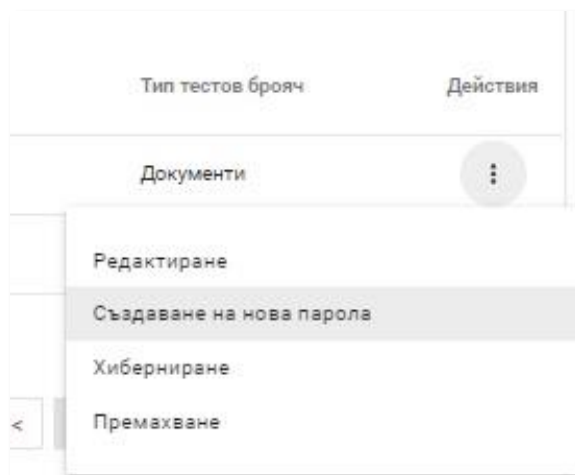 Тип тестов брояч
Действия
Документи
Редактиране
Създаване на нова парола
Хиберниране
Премахване
<